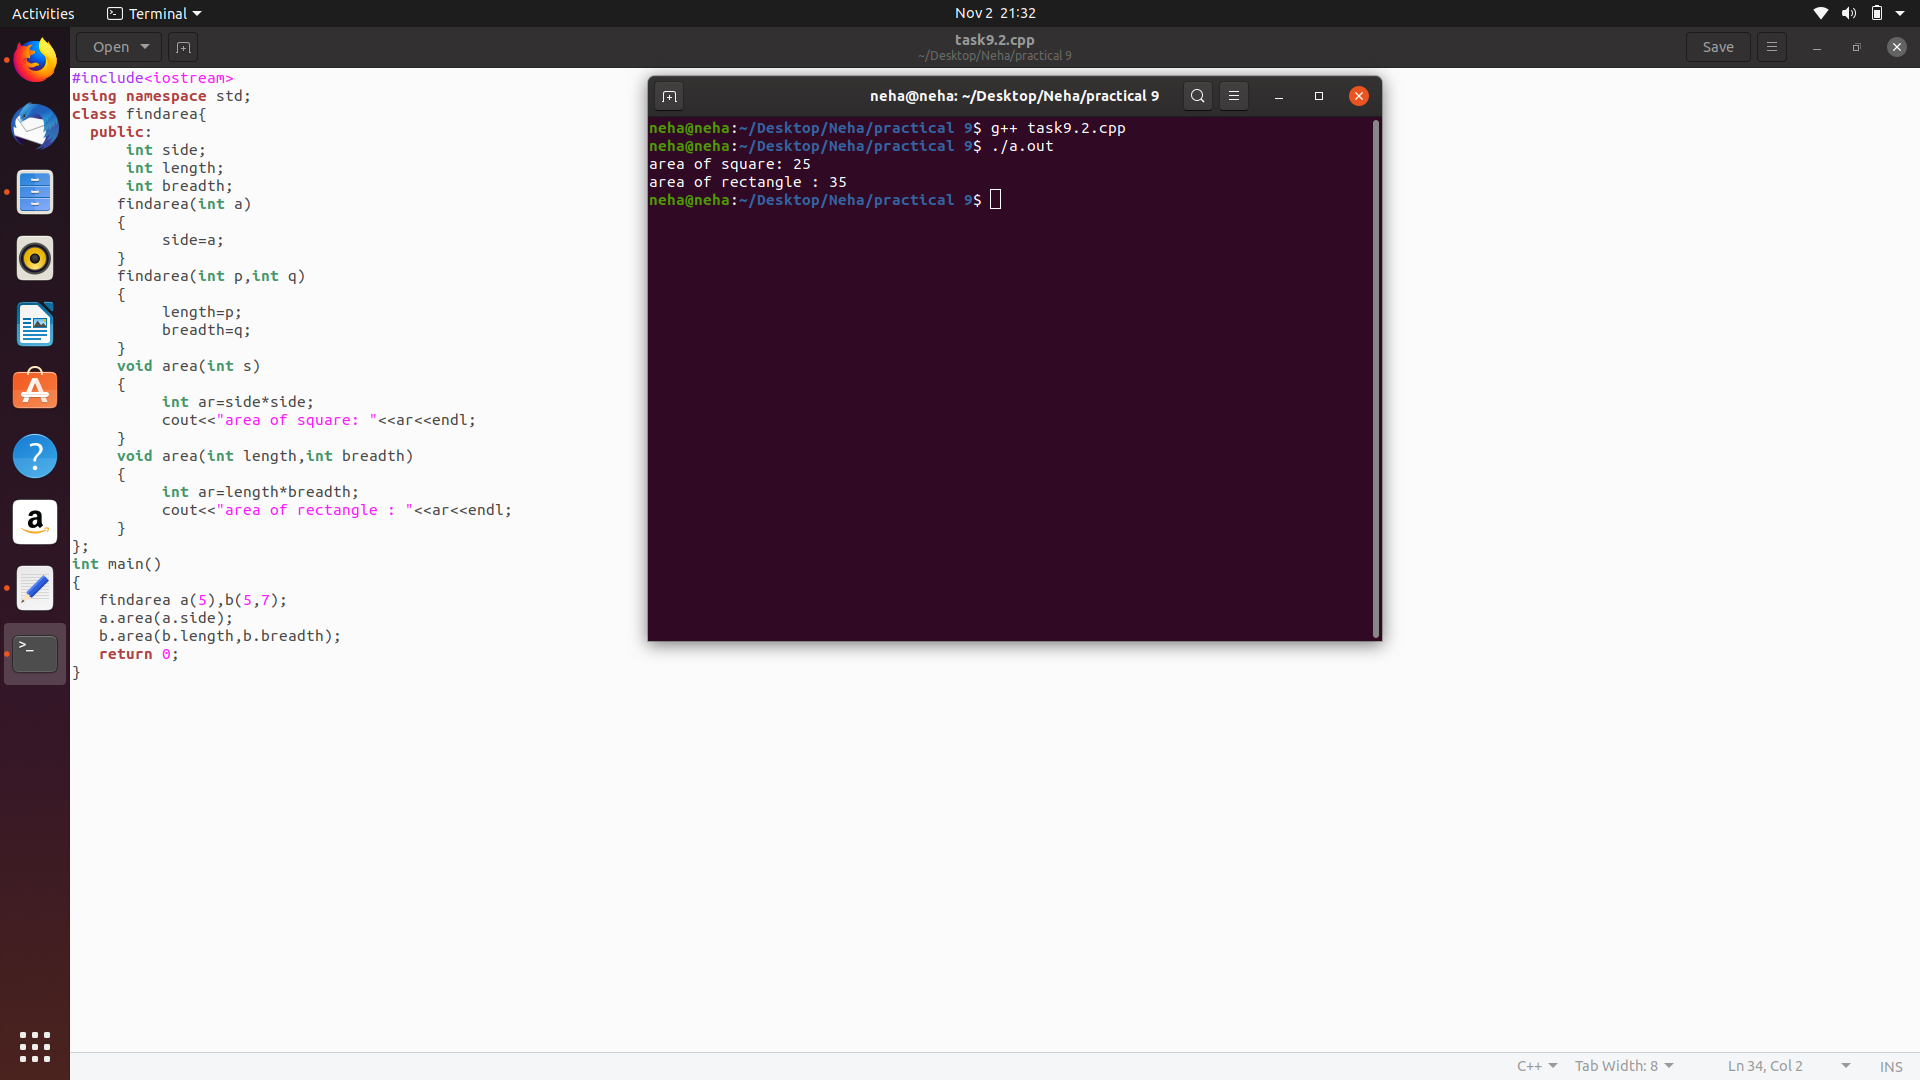 Activities
Terminal
Nov 2 21:32
Open
task9.2.cpp
~/Desktop/Neha/practical 9
Save
#include<iostream>
using namespace std;
class findarea{
  public:
      int side;
      int length;
      int breadth;
     findarea(int a)
     {
          side=a;
     }
     findarea(int p,int q)
     {
          length=p;
          breadth=q;
     }
     void area(int s)
     {
          int ar=side*side;
          cout<<"area of square: "<<ar<<endl;
     }
     void area(int length,int breadth)
     {
          int ar=length*breadth;
          cout<<"area of rectangle : "<<ar<<endl;
     }
};
int main()
{
   findarea a(5),b(5,7);
   a.area(a.side);
   b.area(b.length,b.breadth);
   return 0;
}
neha@neha: ~/Desktop/Neha/practical 9
neha@neha:~/Desktop/Neha/practical 9$ g++ task9.2.cpp
neha@neha:~/Desktop/Neha/practical 9$ ./a.out
area of square: 25
area of rectangle : 35
neha@neha:~/Desktop/Neha/practical 9$
C++
Tab Width: 8
Ln 34, Col 2
INS